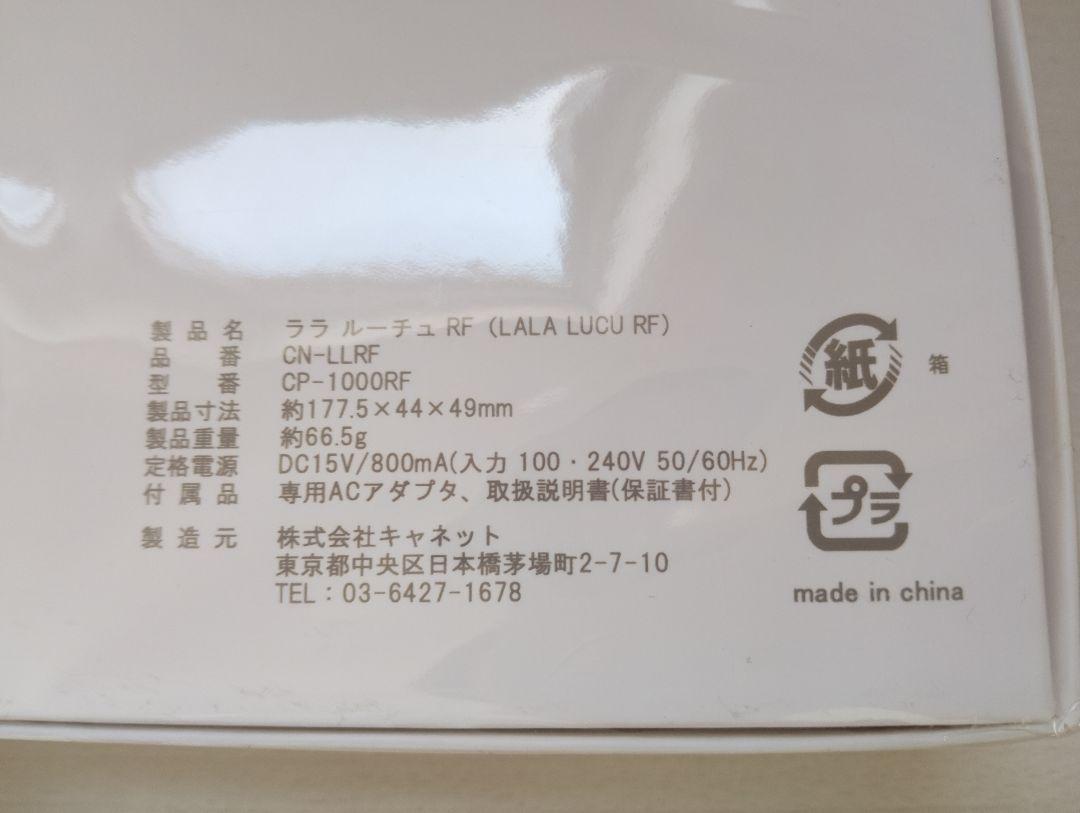 製品名 ララ ルーチュ RF (LALA LUCU RF)
品番 CN-LLRF
型番 CP-1000RF
製品寸法 約177.5×44×49mm
製品重量 約66.5g
定格電源 DC15V/800mA(入力 100・240V 50/60Hz)
付属品 専用ACアダプタ、取扱説明書(保証書付)
製造元 株式会社キャネット
東京都中央区日本橋茅場町2-7-10
TEL：03-6427-1678
紙 箱
プラ
made in china